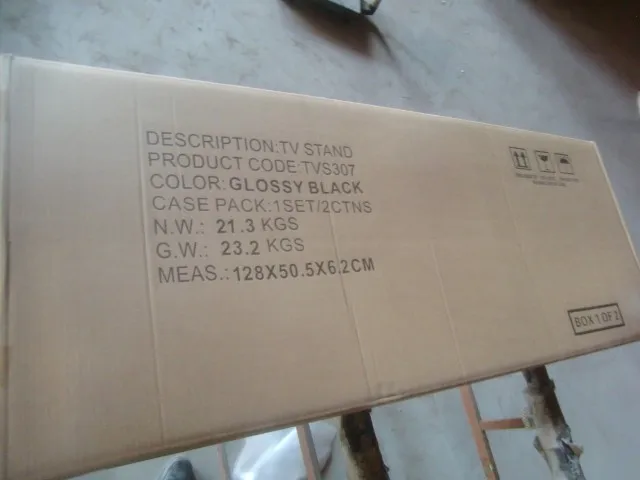 DESCRIPTION:TV STAND
PRODUCT CODE:TVS307
COLOR: GLOSSY BLACK
CASE PACK:1SET/2CTNS
N.W.: 21.3 KGS
G.W.: 23.2 KGS
MEAS.:128X50.5X6.2CM
BOX 1 OF 2